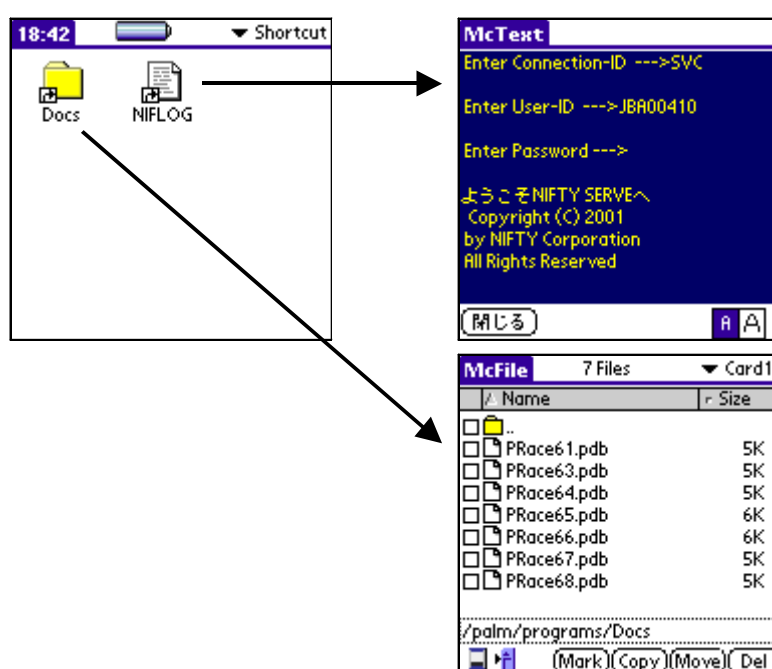 18:42 Shortcut
Docs NIFLOG
McText
Enter Connection-ID --->SVC
Enter User-ID --->JBA00410
Enter Password --->
ようこそNIFTY SERVEへ
Copyright (C) 2001
by NIFTY Corporation
All Rights Reserved
閉じる A A
McFile 7 Files Card1
Name Size
..
PRace61.pdb 5K
PRace63.pdb 5K
PRace64.pdb 5K
PRace65.pdb 6K
PRace66.pdb 6K
PRace67.pdb 5K
PRace68.pdb 5K
/palm/programs/Docs
Mark Copy Move Del